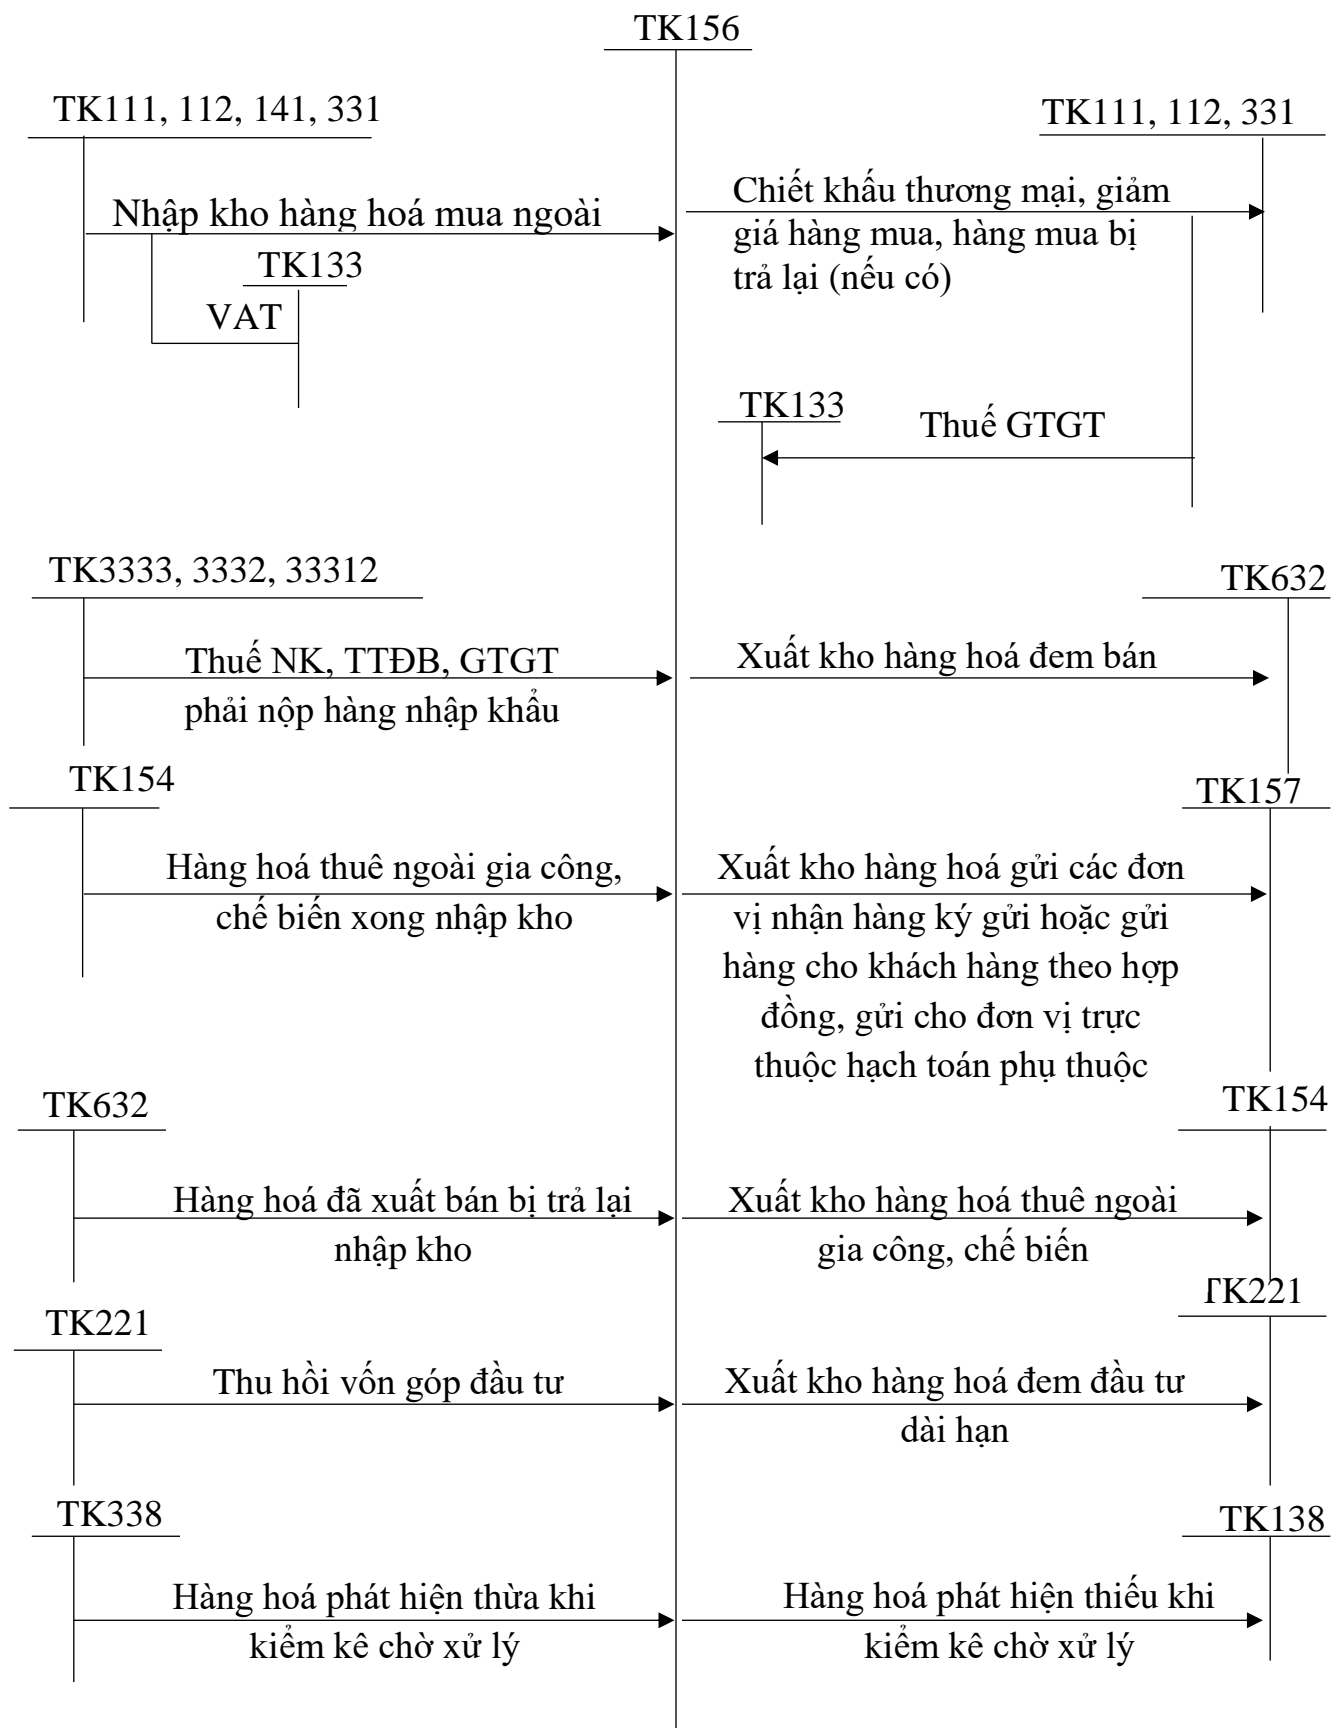 TK156
TK111, 112, 141, 331
TK111, 112, 331
Nhập kho hàng hoá mua ngoài
TK133
VAT
Chiết khấu thương mại, giảm
giá hàng mua, hàng mua bị
trả lại (nếu có)
TK133
Thuế GTGT
TK3333, 3332, 33312
TK632
Thuế NK, TTĐB, GTGT
phải nộp hàng nhập khẩu
Xuất kho hàng hoá đem bán
TK154
TK157
Hàng hoá thuê ngoài gia công,
chế biến xong nhập kho
Xuất kho hàng hoá gửi các đơn
vị nhận hàng ký gửi hoặc gửi
hàng cho khách hàng theo hợp
đồng, gửi cho đơn vị trực
thuộc hạch toán phụ thuộc
TK632
TK154
Hàng hoá đã xuất bán bị trả lại
nhập kho
Xuất kho hàng hoá thuê ngoài
gia công, chế biến
TK221
TK221
Thu hồi vốn góp đầu tư
Xuất kho hàng hoá đem đầu tư
dài hạn
TK338
TK138
Hàng hoá phát hiện thừa khi
kiểm kê chờ xử lý
Hàng hoá phát hiện thiếu khi
kiểm kê chờ xử lý